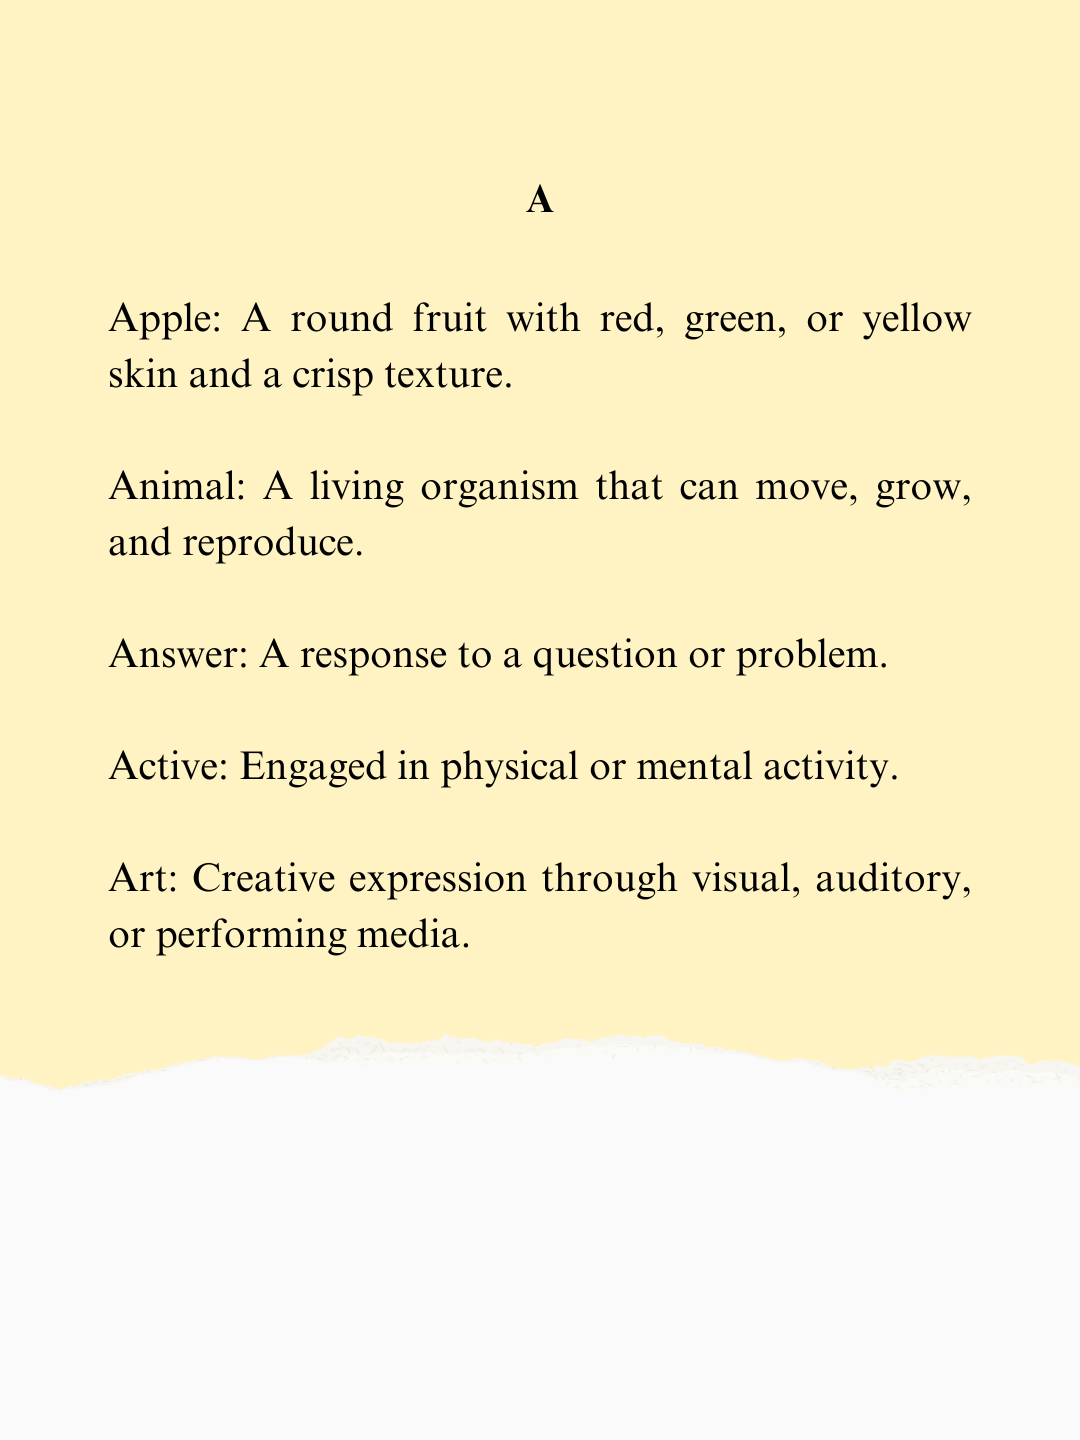 A
Apple: A round fruit with red, green, or yellow
skin and a crisp texture.
Animal: A living organism that can move, grow,
and reproduce.
Answer: A response to a question or problem.
Active: Engaged in physical or mental activity.
Art: Creative expression through visual, auditory,
or performing media.